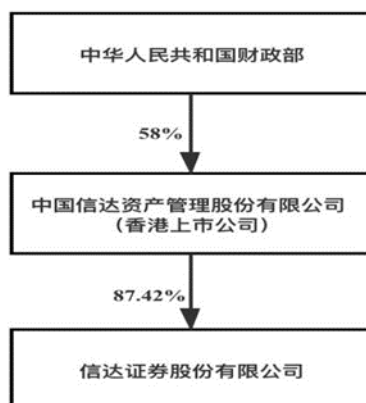 中华人民共和国财政部
58%
中国信达资产管理股份有限公司
（香港上市公司）
87.42%
信达证券股份有限公司